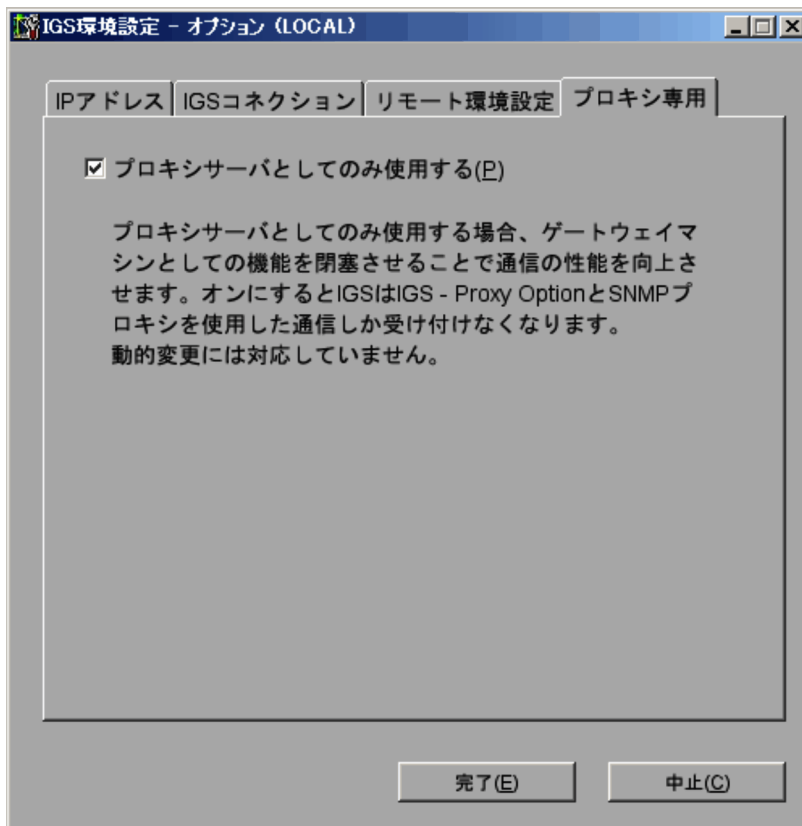 IGS環境設定 - オプション (LOCAL)
IPアドレス IGSコネクション リモート環境設定 プロキシ専用
プロキシサーバとしてのみ使用する(P)
プロキシサーバとしてのみ使用する場合、ゲートウェイマ
シンとしての機能を閉塞させることで通信の性能を向上さ
せます。オンにするとIGSはIGS - Proxy OptionとSNMPプ
ロキシを使用した通信しか受け付けなくなります。
動的変更には対応していません。
完了(E) 中止(C)